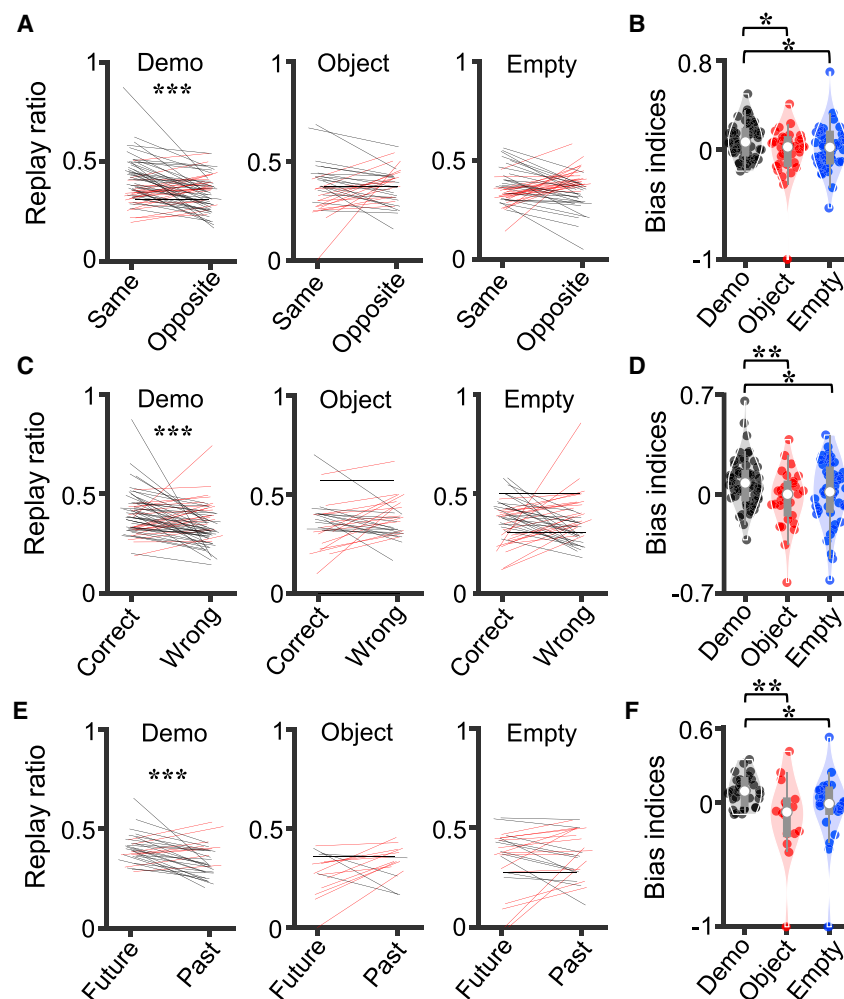 A
Replay ratio
1
0.5
0
Demo
***
Same
Opposite
1
0.5
0
Object
Same
Opposite
1
0.5
0
Empty
Same
Opposite
B
Bias indices
*
*
0.8
0
-1
Demo
Object
Empty
C
Replay ratio
1
0.5
0
Demo
***
Correct
Wrong
1
0.5
0
Object
Correct
Wrong
1
0.5
0
Empty
Correct
Wrong
D
Bias indices
**
*
0.7
0
-0.7
Demo
Object
Empty
E
Replay ratio
1
0.5
0
Demo
***
Future
Past
1
0.5
0
Object
Future
Past
1
0.5
0
Empty
Future
Past
F
Bias indices
**
*
0.6
0
-1
Demo
Object
Empty